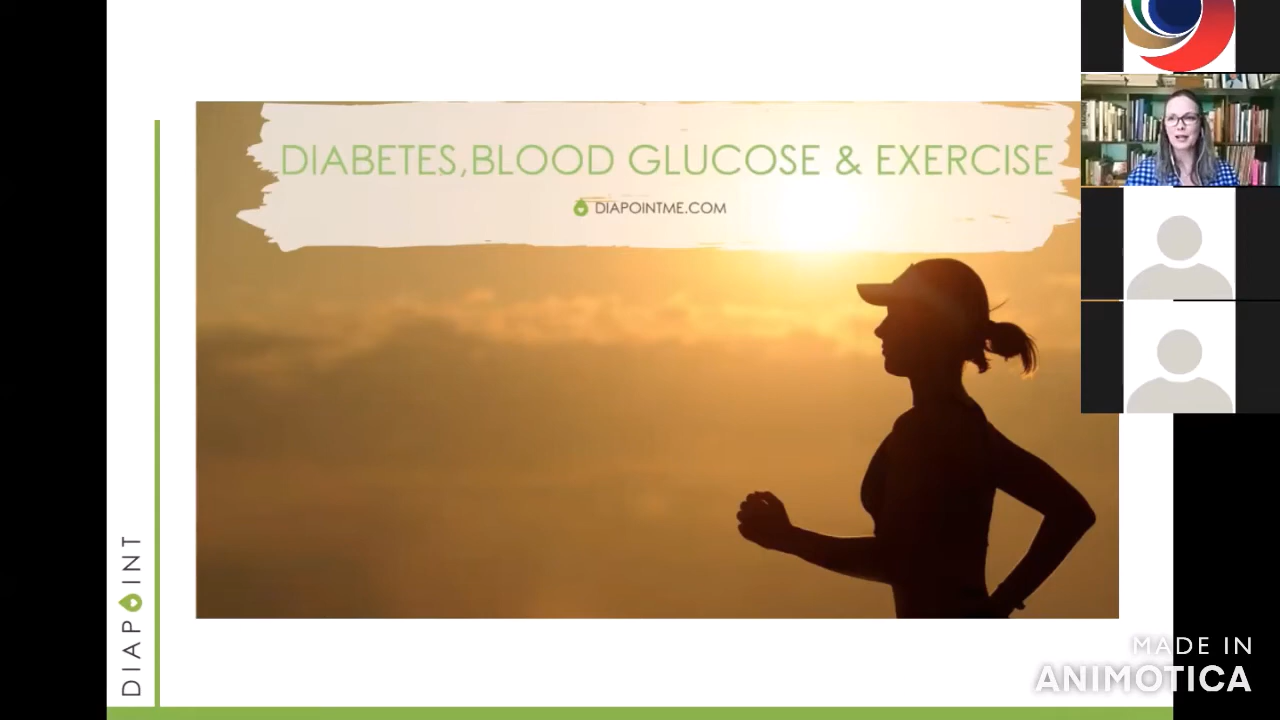 DIABETES,BLOOD GLUCOSE & EXERCISE
DIAPOINTME.COM
DIAPOINT
MADE IN
ANIMOTICA